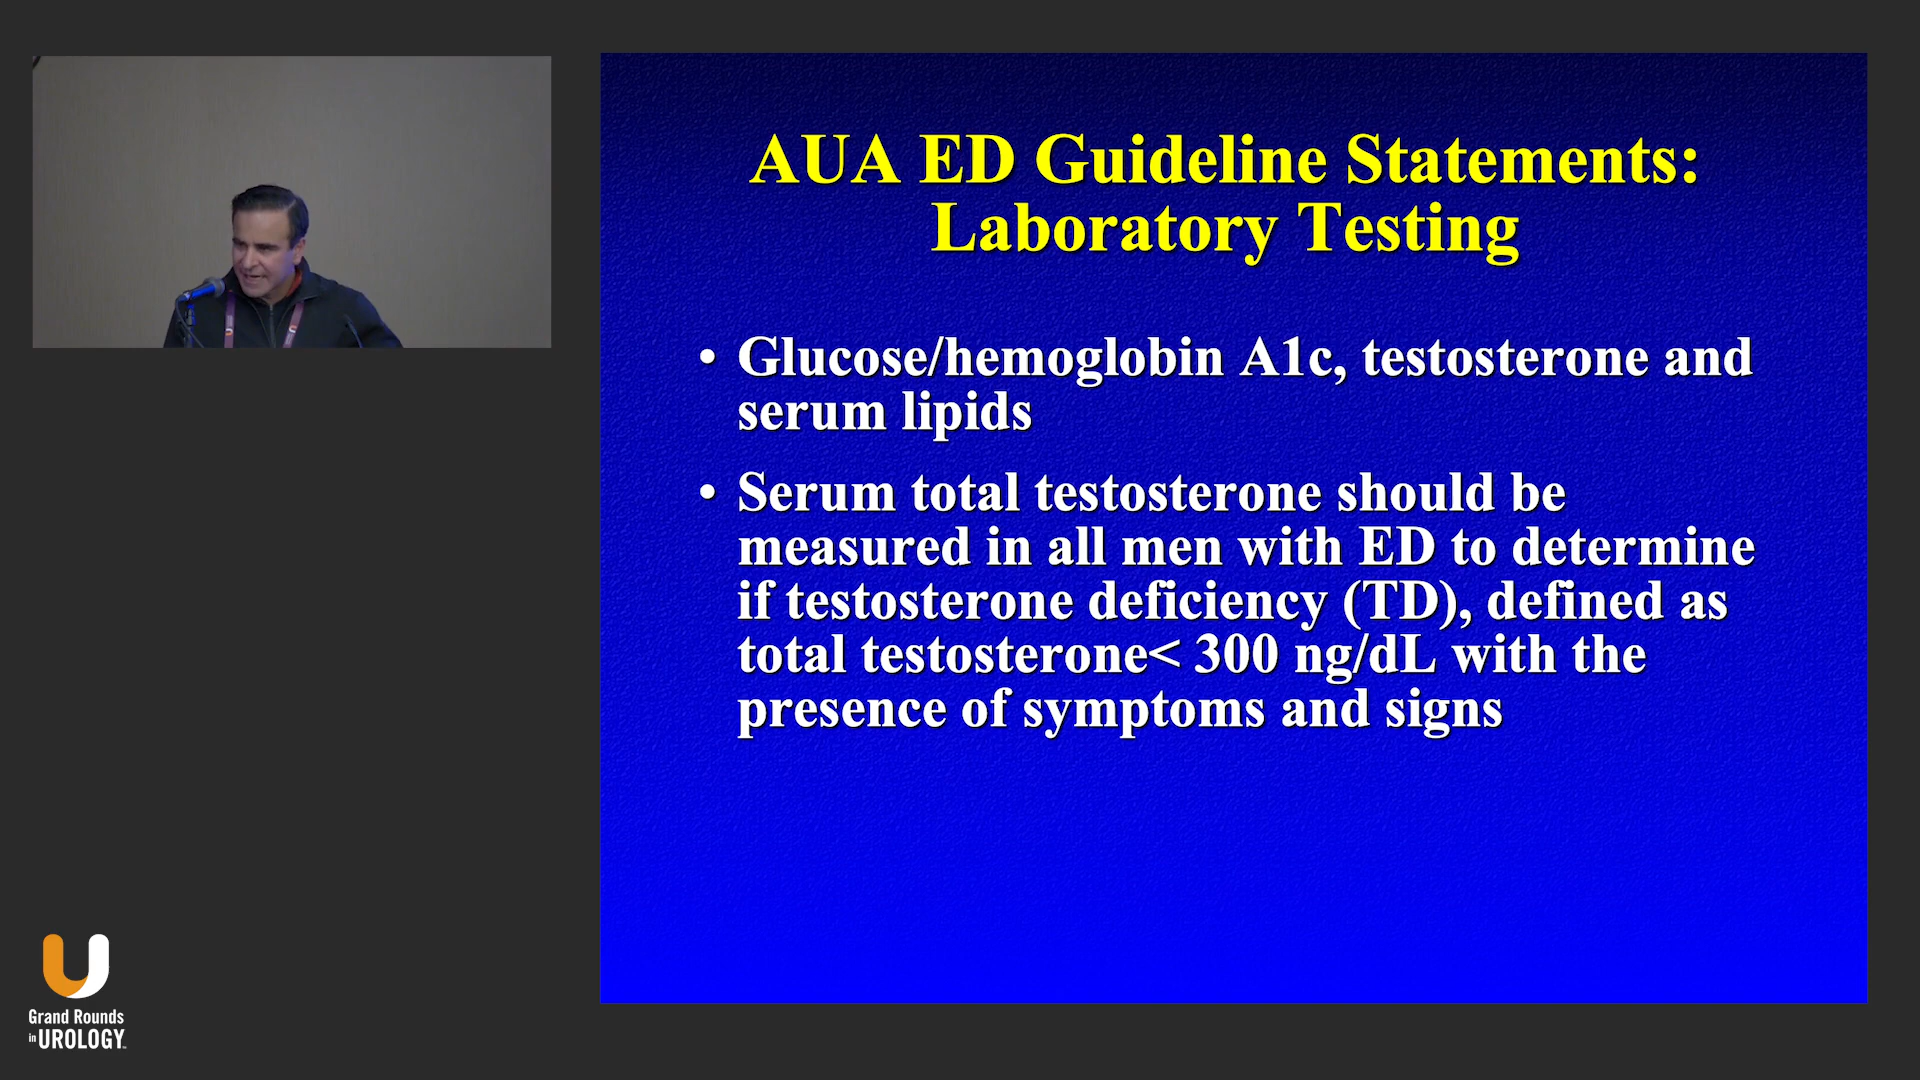 AUA ED Guideline Statements:
Laboratory Testing
• Glucose/hemoglobin A1c, testosterone and
serum lipids
• Serum total testosterone should be
measured in all men with ED to determine
if testosterone deficiency (TD), defined as
total testosterone< 300 ng/dL with the
presence of symptoms and signs
Grand Rounds
in UROLOGY